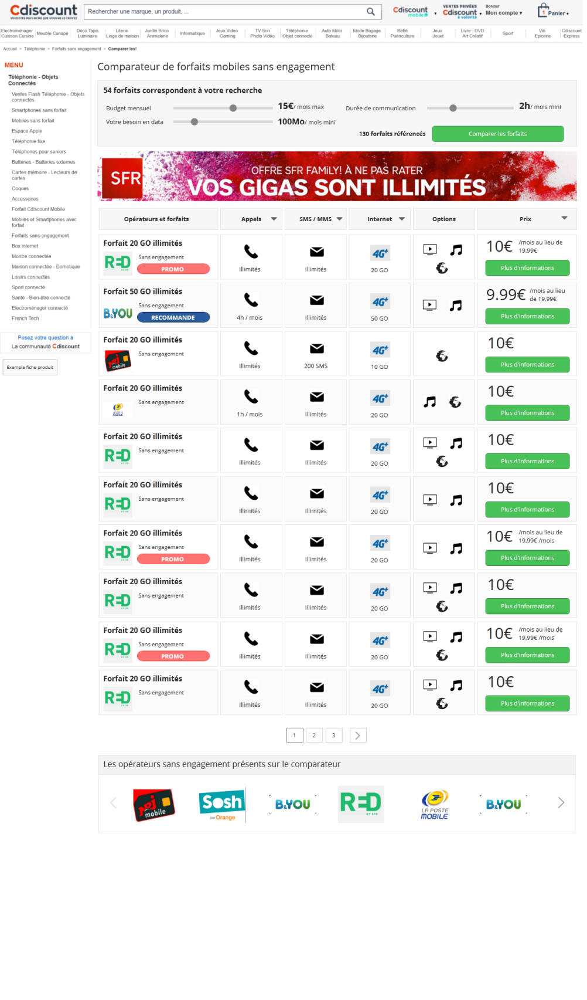 Cdiscount
VOUS ETES PLUS RICHE QUE VOUS NE LE CROYEZ
Rechercher une marque, un produit, ...
Cdiscount
mobile
VENTES PRIVÉES
Cdiscount
à volonté
Bonjour
Mon compte
1 Panier
Electroménager
Cuisson Cuisine
Meuble Canapé
Déco Tapis
Luminaire
Literie
Linge de maison
Jardin Brico
Animalerie
Informatique
Jeux Video
Gaming
TV Son
Photo Vidéo
Téléphonie
Objet connecté
Auto Moto
Bateau
Mode Bagage
Bijouterie
Bébé
Puériculture
Jeux
Jouet
Livre - DVD
Art Créatif
Sport
Vin
Epicerie
Cdiscount
Express
Accueil > Téléphonie > Forfaits sans engagement > Comparer les!
MENU
Téléphonie - Objets
Connectés
Ventes Flash Téléphonie - Objets
connectés
Smartphones sans forfait
Mobiles sans forfait
Espace Apple
Téléphonie fixe
Téléphones pour seniors
Batteries - Batteries externes
Cartes mémoire - Lecteurs de
cartes
Coques
Accessoires
Forfait Cdiscount Mobile
Mobiles et Smartphones avec
forfait
Forfaits sans engagement
Box internet
Montre connectée
Maison connectée - Domotique
Loisirs connectés
Sport connecté
Santé - Bien-être connecté
Electroménager connecté
French Tech
Posez votre question à
La communauté Cdiscount
Exemple fiche produit
Comparateur de forfaits mobiles sans engagement
54 forfaits correspondent à votre recherche
Budget mensuel 15€/ mois max
Durée de communication 2h/ mois mini
Votre besoin en data 100Mo/ mois mini
130 forfaits référencés Comparer les forfaits
SFR
OFFRE SFR FAMiLY! À NE PAS RATER
VOS GIGAS SONT ILLIMITÉS
Opérateurs et forfaits Appels SMS / MMS Internet Options Prix
Forfait 20 GO illimités
RED
BY SFR
Sans engagement
PROMO
Illimités
Illimités
4G+
20 GO
10€ /mois au lieu de
19,99€
Plus d'informations
Forfait 50 GO illimités
B&YOU
Sans engagement
RECOMMANDE
4h / mois
Illimités
4G+
50 GO
9.99€ /mois au lieu
de 19,99€
Plus d'informations
Forfait 20 GO illimités
nrj
mobile
Sans engagement
Illimités
200 SMS
4G+
10 GO
10€
Plus d'informations
Forfait 20 GO illimités
LA POSTE
MOBILE
Sans engagement
1h / mois
Illimités
4G+
20 GO
10€
Plus d'informations
Forfait 20 GO illimités
RED
BY SFR
Sans engagement
Illimités
Illimités
4G+
20 GO
10€
Plus d'informations
Forfait 20 GO illimités
RED
BY SFR
Sans engagement
Illimités
Illimités
4G+
20 GO
10€
Plus d'informations
Forfait 20 GO illimités
RED
BY SFR
Sans engagement
PROMO
Illimités
Illimités
4G+
20 GO
10€ /mois au lieu de
19,99€ /mois
Plus d'informations
Forfait 20 GO illimités
RED
BY SFR
Sans engagement
Illimités
Illimités
4G+
20 GO
10€
Plus d'informations
Forfait 20 GO illimités
RED
BY SFR
Sans engagement
PROMO
Illimités
Illimités
4G+
20 GO
10€ /mois au lieu de
19,99€ /mois
Plus d'informations
Forfait 20 GO illimités
RED
BY SFR
Sans engagement
Illimités
Illimités
4G+
20 GO
10€
Plus d'informations
1 2 3
Les opérateurs sans engagement présents sur le comparateur
nrj
mobile
Sosh
par Orange
B&YOU
RED
BY SFR
LA POSTE
MOBILE
B&YOU